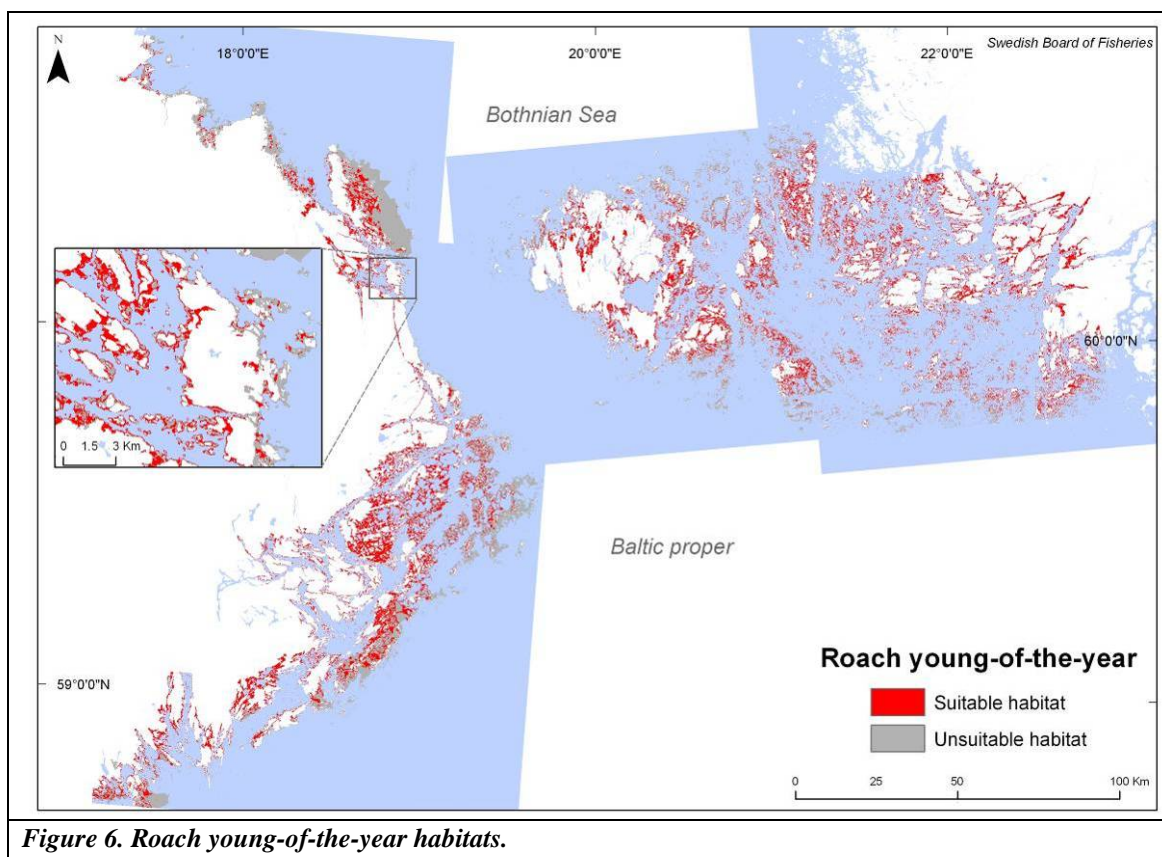 N
18°0'0"E
20°0'0"E
22°0'0"E
Swedish Board of Fisheries
Bothnian Sea
60°0'0"N
0 1.5 3 Km
Baltic proper
59°0'0"N
Roach young-of-the-year
Suitable habitat
Unsuitable habitat
0 25 50 100 Km
Figure 6. Roach young-of-the-year habitats.